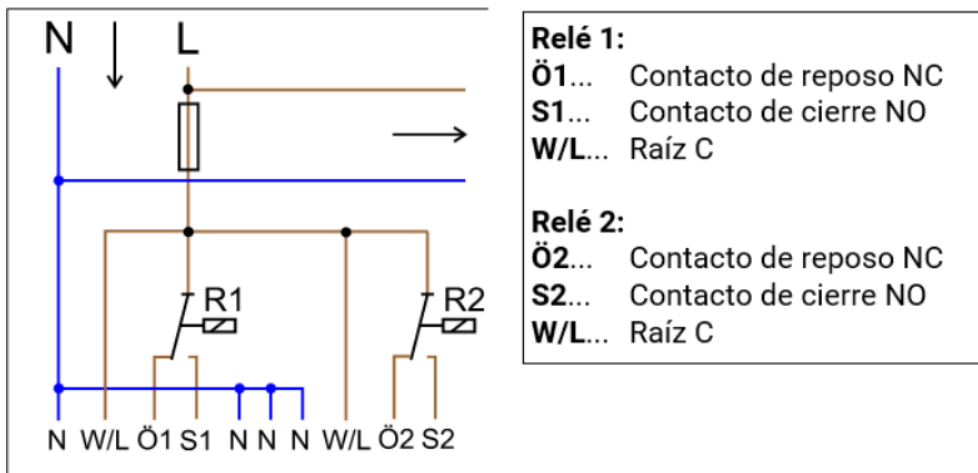 N L
R1 R2
N W/L Ö1 S1 N N N W/L Ö2 S2
Relé 1:
Ö1... Contacto de reposo NC
S1... Contacto de cierre NO
W/L... Raíz C
Relé 2:
Ö2... Contacto de reposo NC
S2... Contacto de cierre NO
W/L... Raíz C